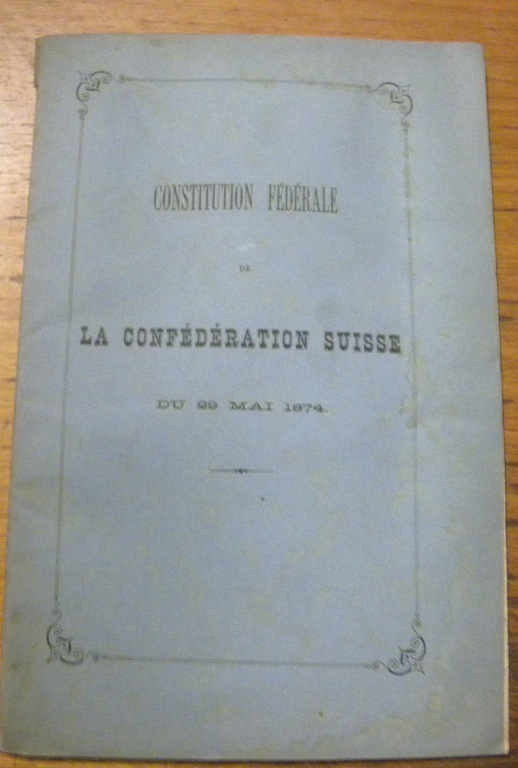 CONSTITUTION FÉDÉRALE
DE
LA CONFÉDÉRATION SUISSE
DU 29 MAI 1874.